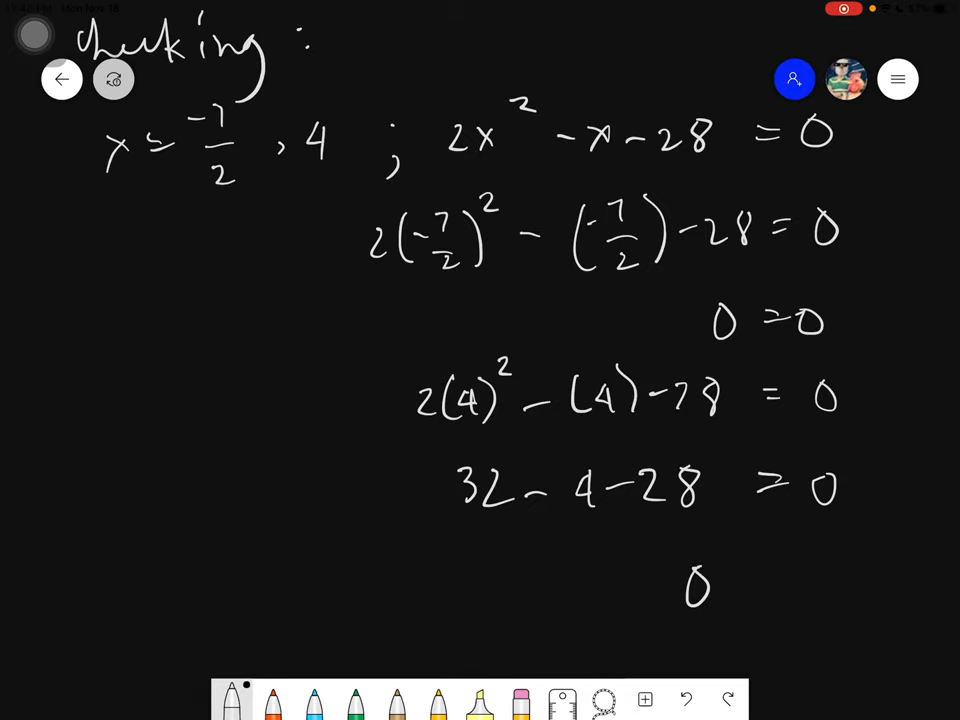 checking :
x = -7/2 , 4 ; 2x² - x - 28 = 0
2(-7/2)² - (-7/2) - 28 = 0
0 = 0
2(4)² - (4) - 28 = 0
32 - 4 - 28 = 0
0